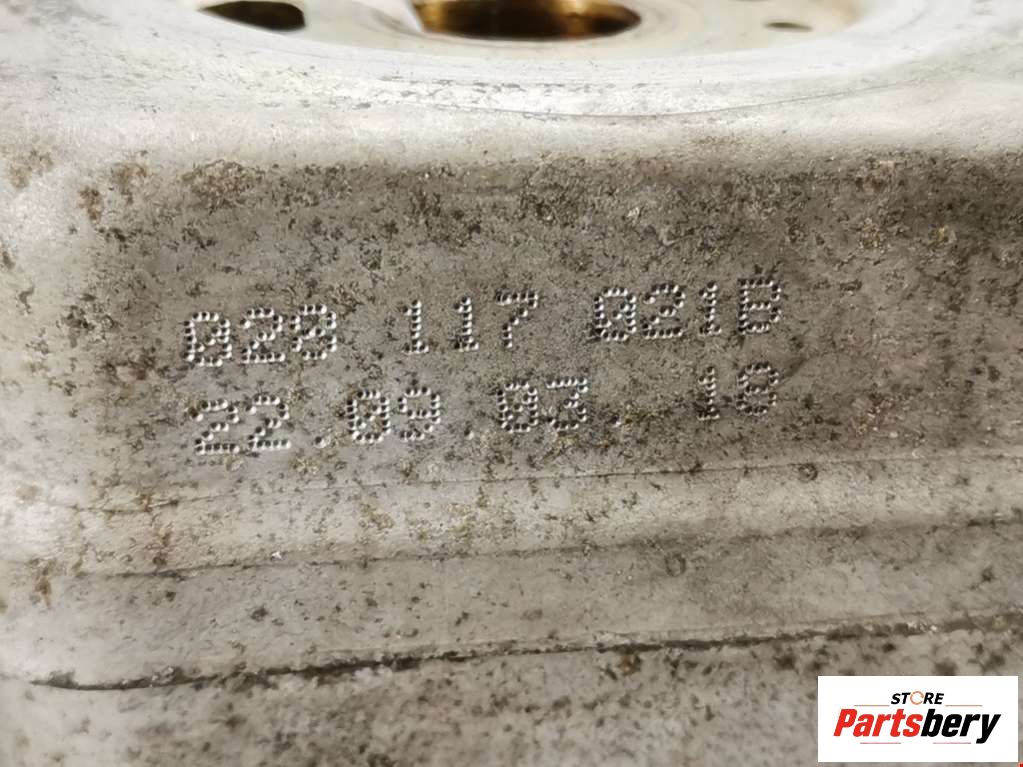 028 117 021B
22.09.03. 18
STORE
Partsbery